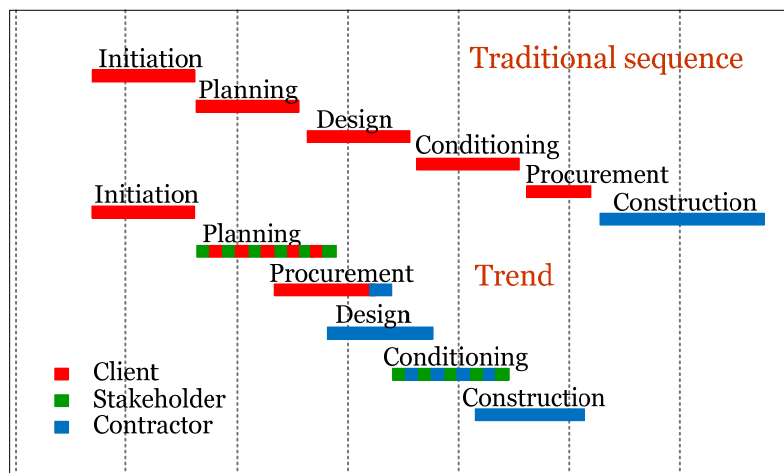 Initiation
Traditional sequence
Planning
Design
Conditioning
Procurement
Construction
Initiation
Planning
Procurement
Trend
Design
Conditioning
Construction
Client
Stakeholder
Contractor